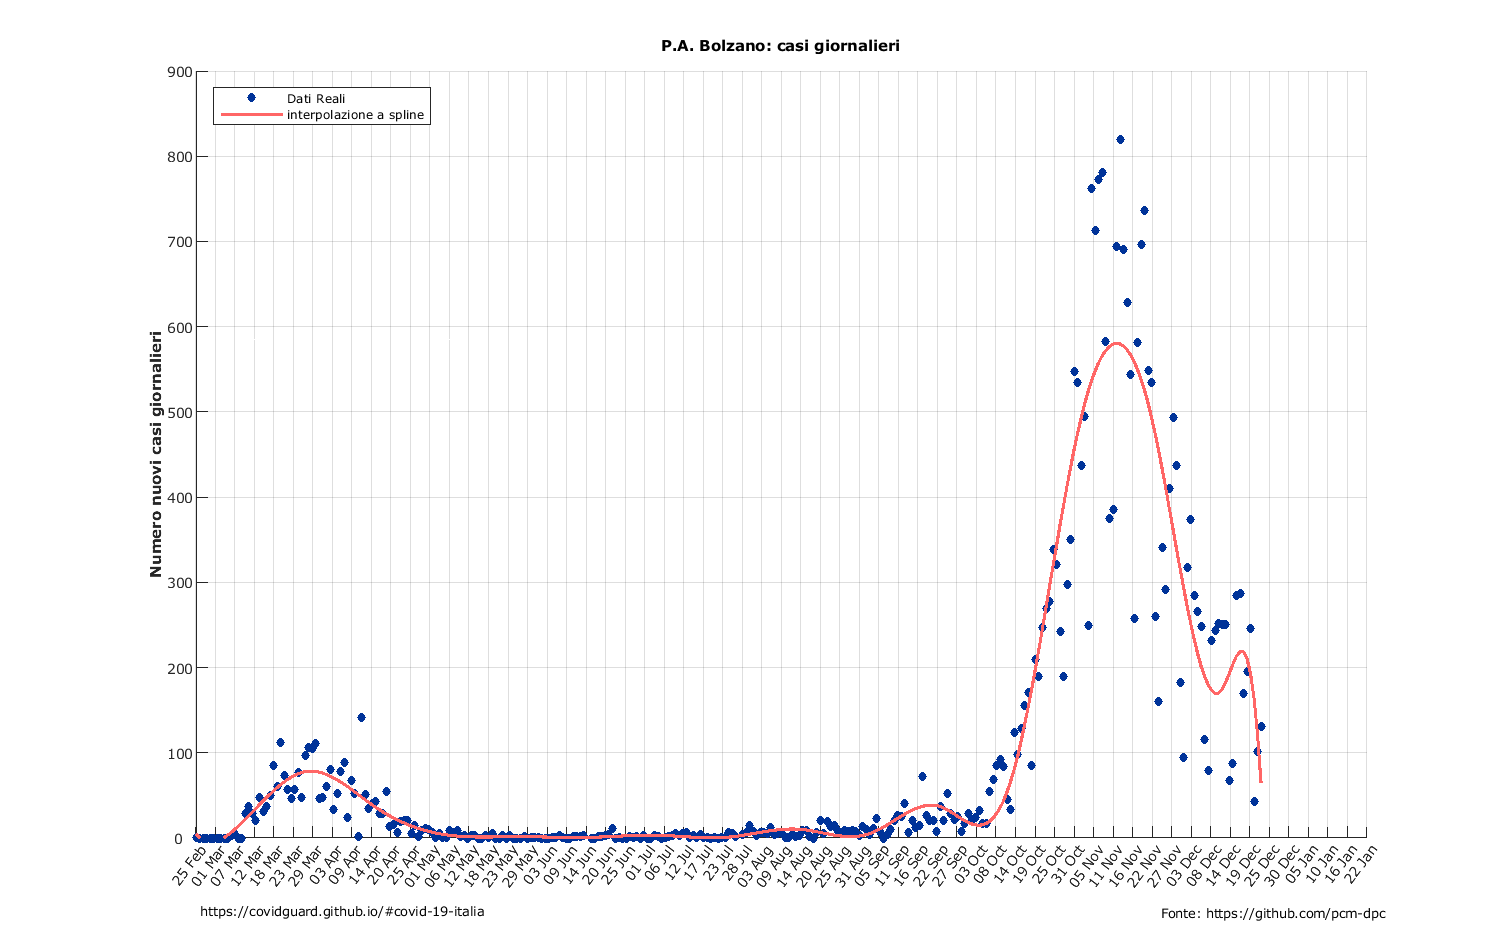 P.A. Bolzano: casi giornalieri
900
Dati Reali
interpolazione a spline
800
700
600
500
400
300
200
100
0
Numero nuovi casi giornalieri
25 Feb
01 Mar
07 Mar
12 Mar
18 Mar
23 Mar
29 Mar
03 Apr
09 Apr
14 Apr
20 Apr
25 Apr
01 May
06 May
12 May
18 May
23 May
29 May
03 Jun
09 Jun
14 Jun
20 Jun
25 Jun
01 Jul
06 Jul
12 Jul
17 Jul
23 Jul
28 Jul
03 Aug
09 Aug
14 Aug
20 Aug
25 Aug
31 Aug
05 Sep
11 Sep
16 Sep
22 Sep
27 Sep
03 Oct
08 Oct
14 Oct
19 Oct
25 Oct
31 Oct
05 Nov
11 Nov
16 Nov
22 Nov
27 Nov
03 Dec
08 Dec
14 Dec
19 Dec
25 Dec
30 Dec
05 Jan
10 Jan
16 Jan
22 Jan
https://covidguard.github.io/#covid-19-italia
Fonte: https://github.com/pcm-dpc